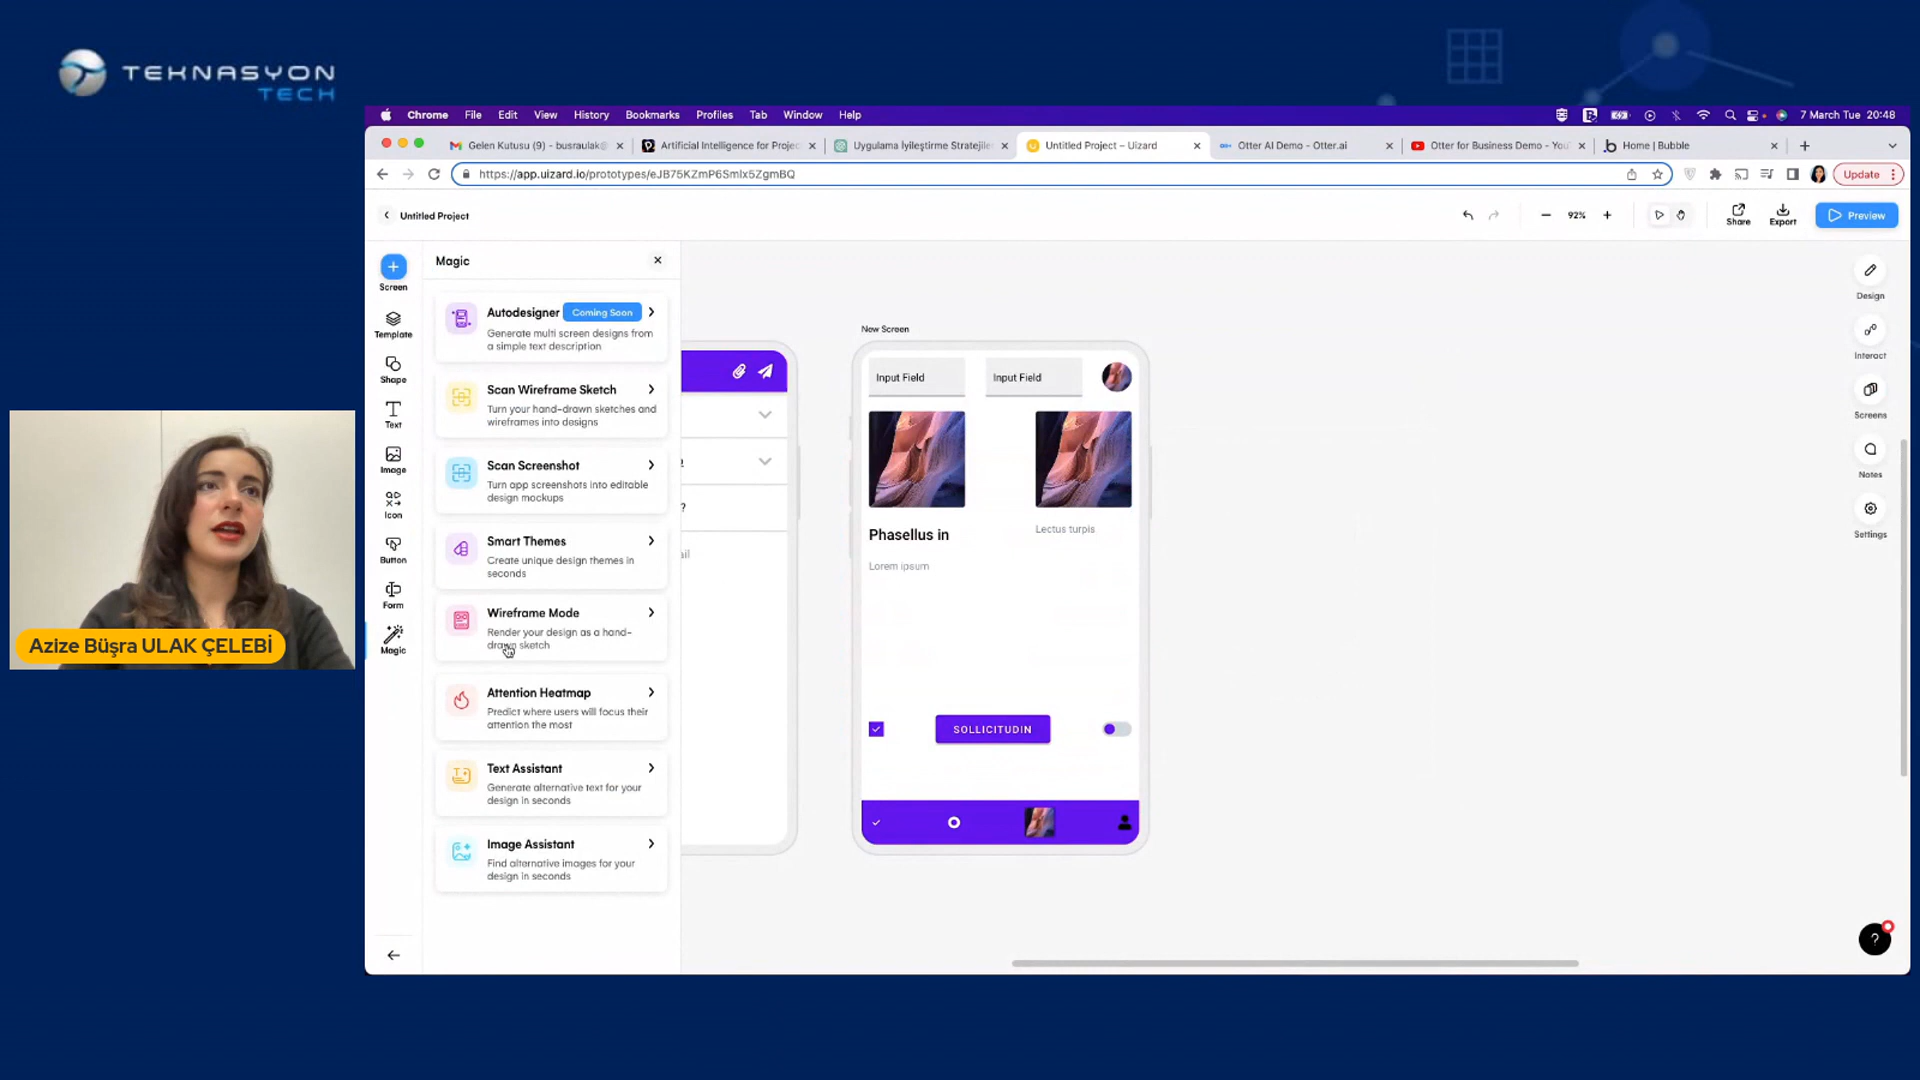 TEKNASYON
TECH
Chrome File Edit View History Bookmarks Profiles Tab Window Help
7 March Tue 20:48
Gelen Kutusu (9) - busraulak@
Artificial Intelligence for Projec
Uygulama İyileştirme Stratejile
Untitled Project – Uizard
Otter AI Demo - Otter.ai
Otter for Business Demo - You
Home | Bubble
https://app.uizard.io/prototypes/eJB75KZmP6Smlx5ZgmBQ
Update
Untitled Project
92%
Share
Export
Preview
Screen
Template
Shape
Text
Image
Icon
Button
Form
Magic
Magic
Autodesigner
Coming Soon
Generate multi screen designs from
a simple text description
Scan Wireframe Sketch
Turn your hand-drawn sketches and
wireframes into designs
Scan Screenshot
Turn app screenshots into editable
design mockups
Smart Themes
Create unique design themes in
seconds
Wireframe Mode
Render your design as a hand-
drawn sketch
Attention Heatmap
Predict where users will focus their
attention the most
Text Assistant
Generate alternative text for your
design in seconds
Image Assistant
Find alternative images for your
design in seconds
?
ail
New Screen
Input Field
Input Field
Phasellus in
Lectus turpis
Lorem ipsum
SOLLICITUDIN
Design
Interact
Screens
Notes
Settings
?
Azize Büşra ULAK ÇELEBİ